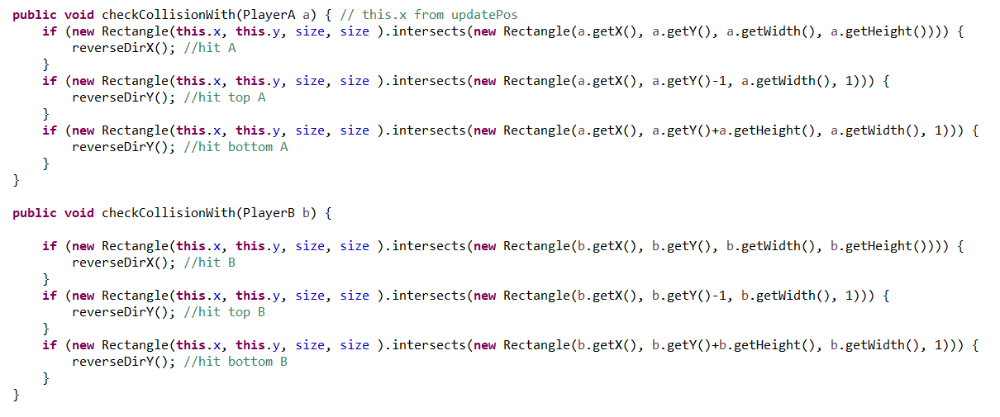 public void checkCollisionWith(PlayerA a) { // this.x from updatePos
    if (new Rectangle(this.x, this.y, size, size ).intersects(new Rectangle(a.getX(), a.getY(), a.getWidth(), a.getHeight()))) {
        reverseDirX(); //hit A
    }
    if (new Rectangle(this.x, this.y, size, size ).intersects(new Rectangle(a.getX(), a.getY()-1, a.getWidth(), 1))) {
        reverseDirY(); //hit top A
    }
    if (new Rectangle(this.x, this.y, size, size ).intersects(new Rectangle(a.getX(), a.getY()+a.getHeight(), a.getWidth(), 1))) {
        reverseDirY(); //hit bottom A
    }
}

public void checkCollisionWith(PlayerB b) {

    if (new Rectangle(this.x, this.y, size, size ).intersects(new Rectangle(b.getX(), b.getY(), b.getWidth(), b.getHeight()))) {
        reverseDirX(); //hit B
    }
    if (new Rectangle(this.x, this.y, size, size ).intersects(new Rectangle(b.getX(), b.getY()-1, b.getWidth(), 1))) {
        reverseDirY(); //hit top B
    }
    if (new Rectangle(this.x, this.y, size, size ).intersects(new Rectangle(b.getX(), b.getY()+b.getHeight(), b.getWidth(), 1))) {
        reverseDirY(); //hit bottom B
    }
}